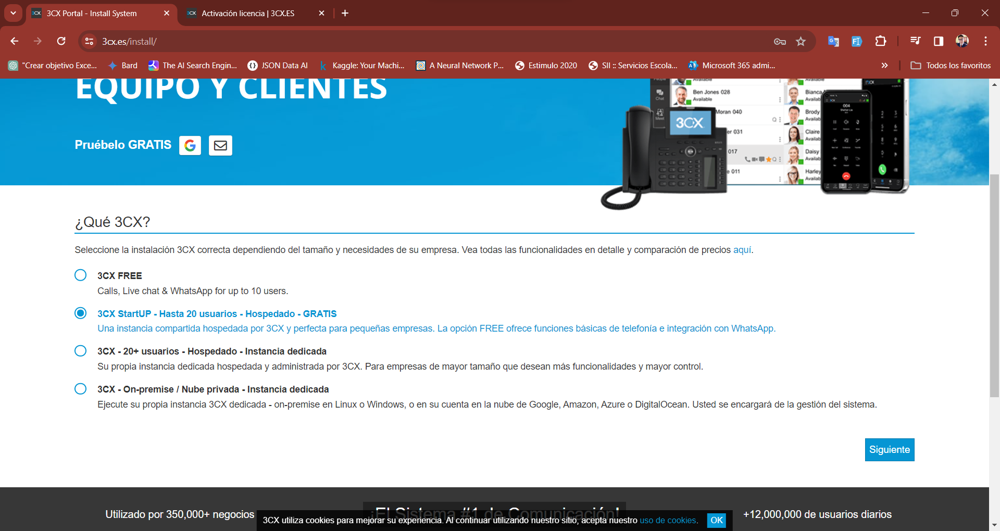 3CX Portal - Install System
Activación licencia | 3CX.ES
3cx.es/install/
"Crear objetivo Exce...
Bard
The AI Search Engin...
JSON Data AI
Kaggle: Your Machi...
A Neural Network P...
Estimulo 2020
SII :: Servicios Escola...
Microsoft 365 admi...
Todos los favoritos
EQUIPO Y CLIENTES
Pruébelo GRATIS
Chat
Meet
Ben Jones 028
Available
Moran 040
er 031
017
e 011
Bianca
Availab
Brody
Availab
Claire
Availab
Daisy
Availab
Harley
Availab
3CX
004
¿Qué 3CX?
Seleccione la instalación 3CX correcta dependiendo del tamaño y necesidades de su empresa. Vea todas las funcionalidades en detalle y comparación de precios aquí.
3CX FREE
Calls, Live chat & WhatsApp for up to 10 users.
3CX StartUP - Hasta 20 usuarios - Hospedado - GRATIS
Una instancia compartida hospedada por 3CX y perfecta para pequeñas empresas. La opción FREE ofrece funciones básicas de telefonía e integración con WhatsApp.
3CX - 20+ usuarios - Hospedado - Instancia dedicada
Su propia instancia dedicada hospedada y administrada por 3CX. Para empresas de mayor tamaño que desean más funcionalidades y mayor control.
3CX - On-premise / Nube privada - Instancia dedicada
Ejecute su propia instancia 3CX dedicada - on-premise en Linux o Windows, o en su cuenta en la nube de Google, Amazon, Azure o DigitalOcean. Usted se encargará de la gestión del sistema.
Siguiente
Utilizado por 350,000+ negocios
¡El Sistema #1 de Comunicación!
+12,000,000 de usuarios diarios
3CX utiliza cookies para mejorar su experiencia. Al continuar utilizando nuestro sitio, acepta nuestro uso de cookies.
OK